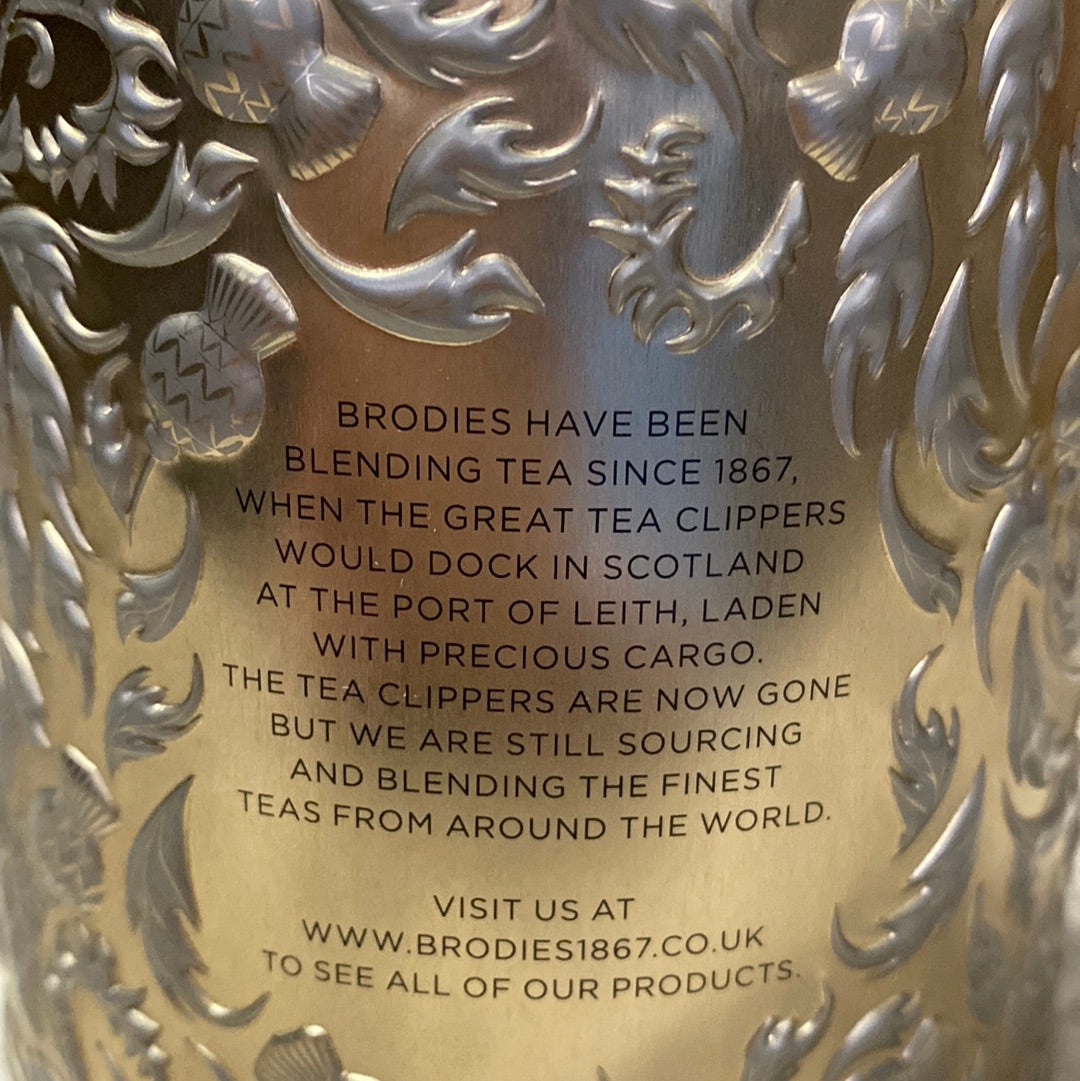 BRODIES HAVE BEEN
BLENDING TEA SINCE 1867,
WHEN THE GREAT TEA CLIPPERS
WOULD DOCK IN SCOTLAND
AT THE PORT OF LEITH, LADEN
WITH PRECIOUS CARGO.
THE TEA CLIPPERS ARE NOW GONE
BUT WE ARE STILL SOURCING
AND BLENDING THE FINEST
TEAS FROM AROUND THE WORLD.
VISIT US AT
WWW.BRODIES1867.CO.UK
TO SEE ALL OF OUR PRODUCTS.